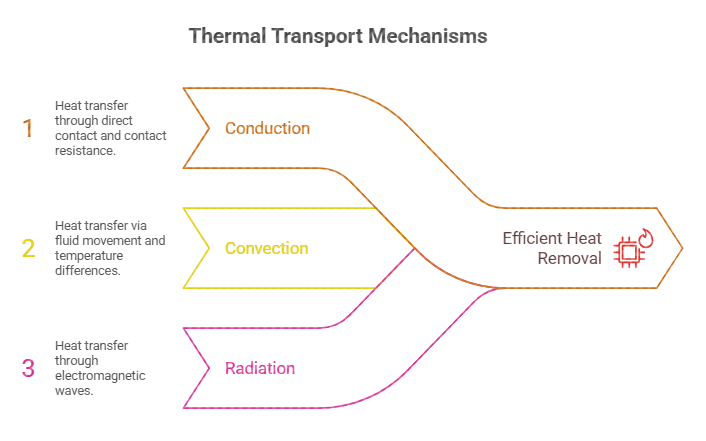 Thermal Transport Mechanisms
1
Heat transfer
through direct
contact and contact
resistance.
Conduction
2
Heat transfer via
fluid movement and
temperature
differences.
Convection
Efficient Heat
Removal
3
Heat transfer
through
electromagnetic
waves.
Radiation